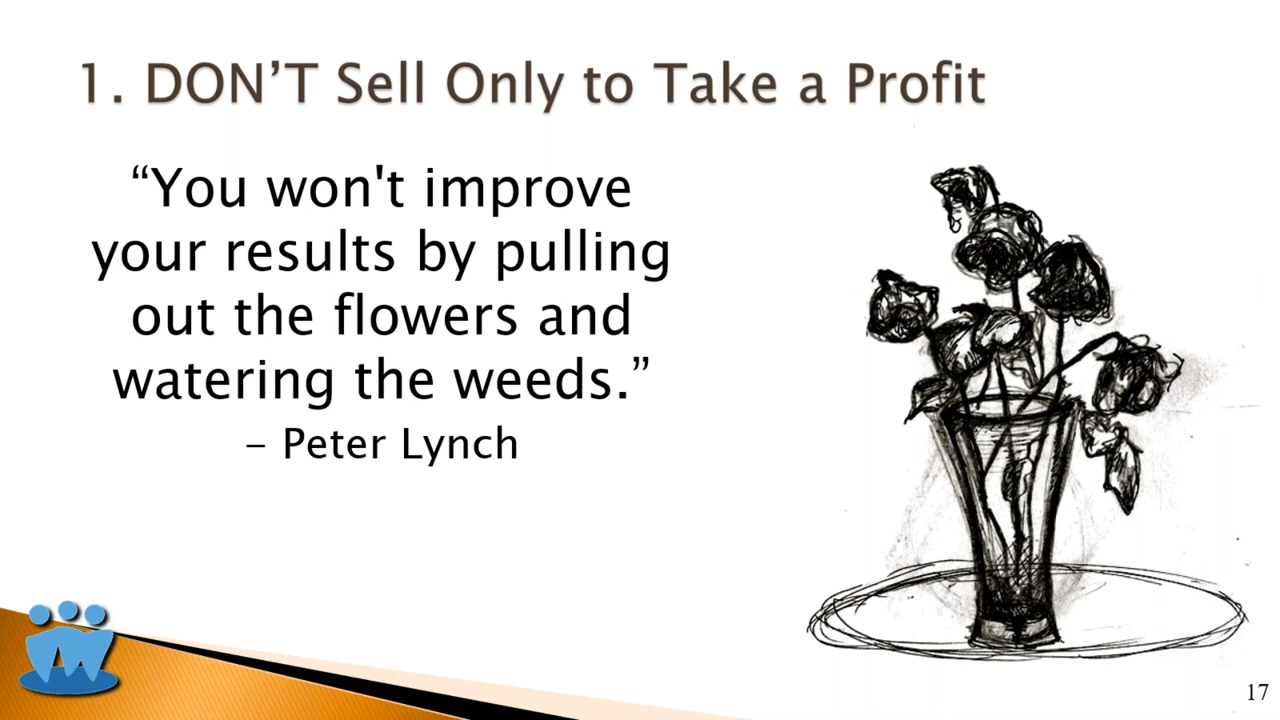 1. DON’T Sell Only to Take a Profit
“You won't improve
your results by pulling
out the flowers and
watering the weeds.”
– Peter Lynch
17